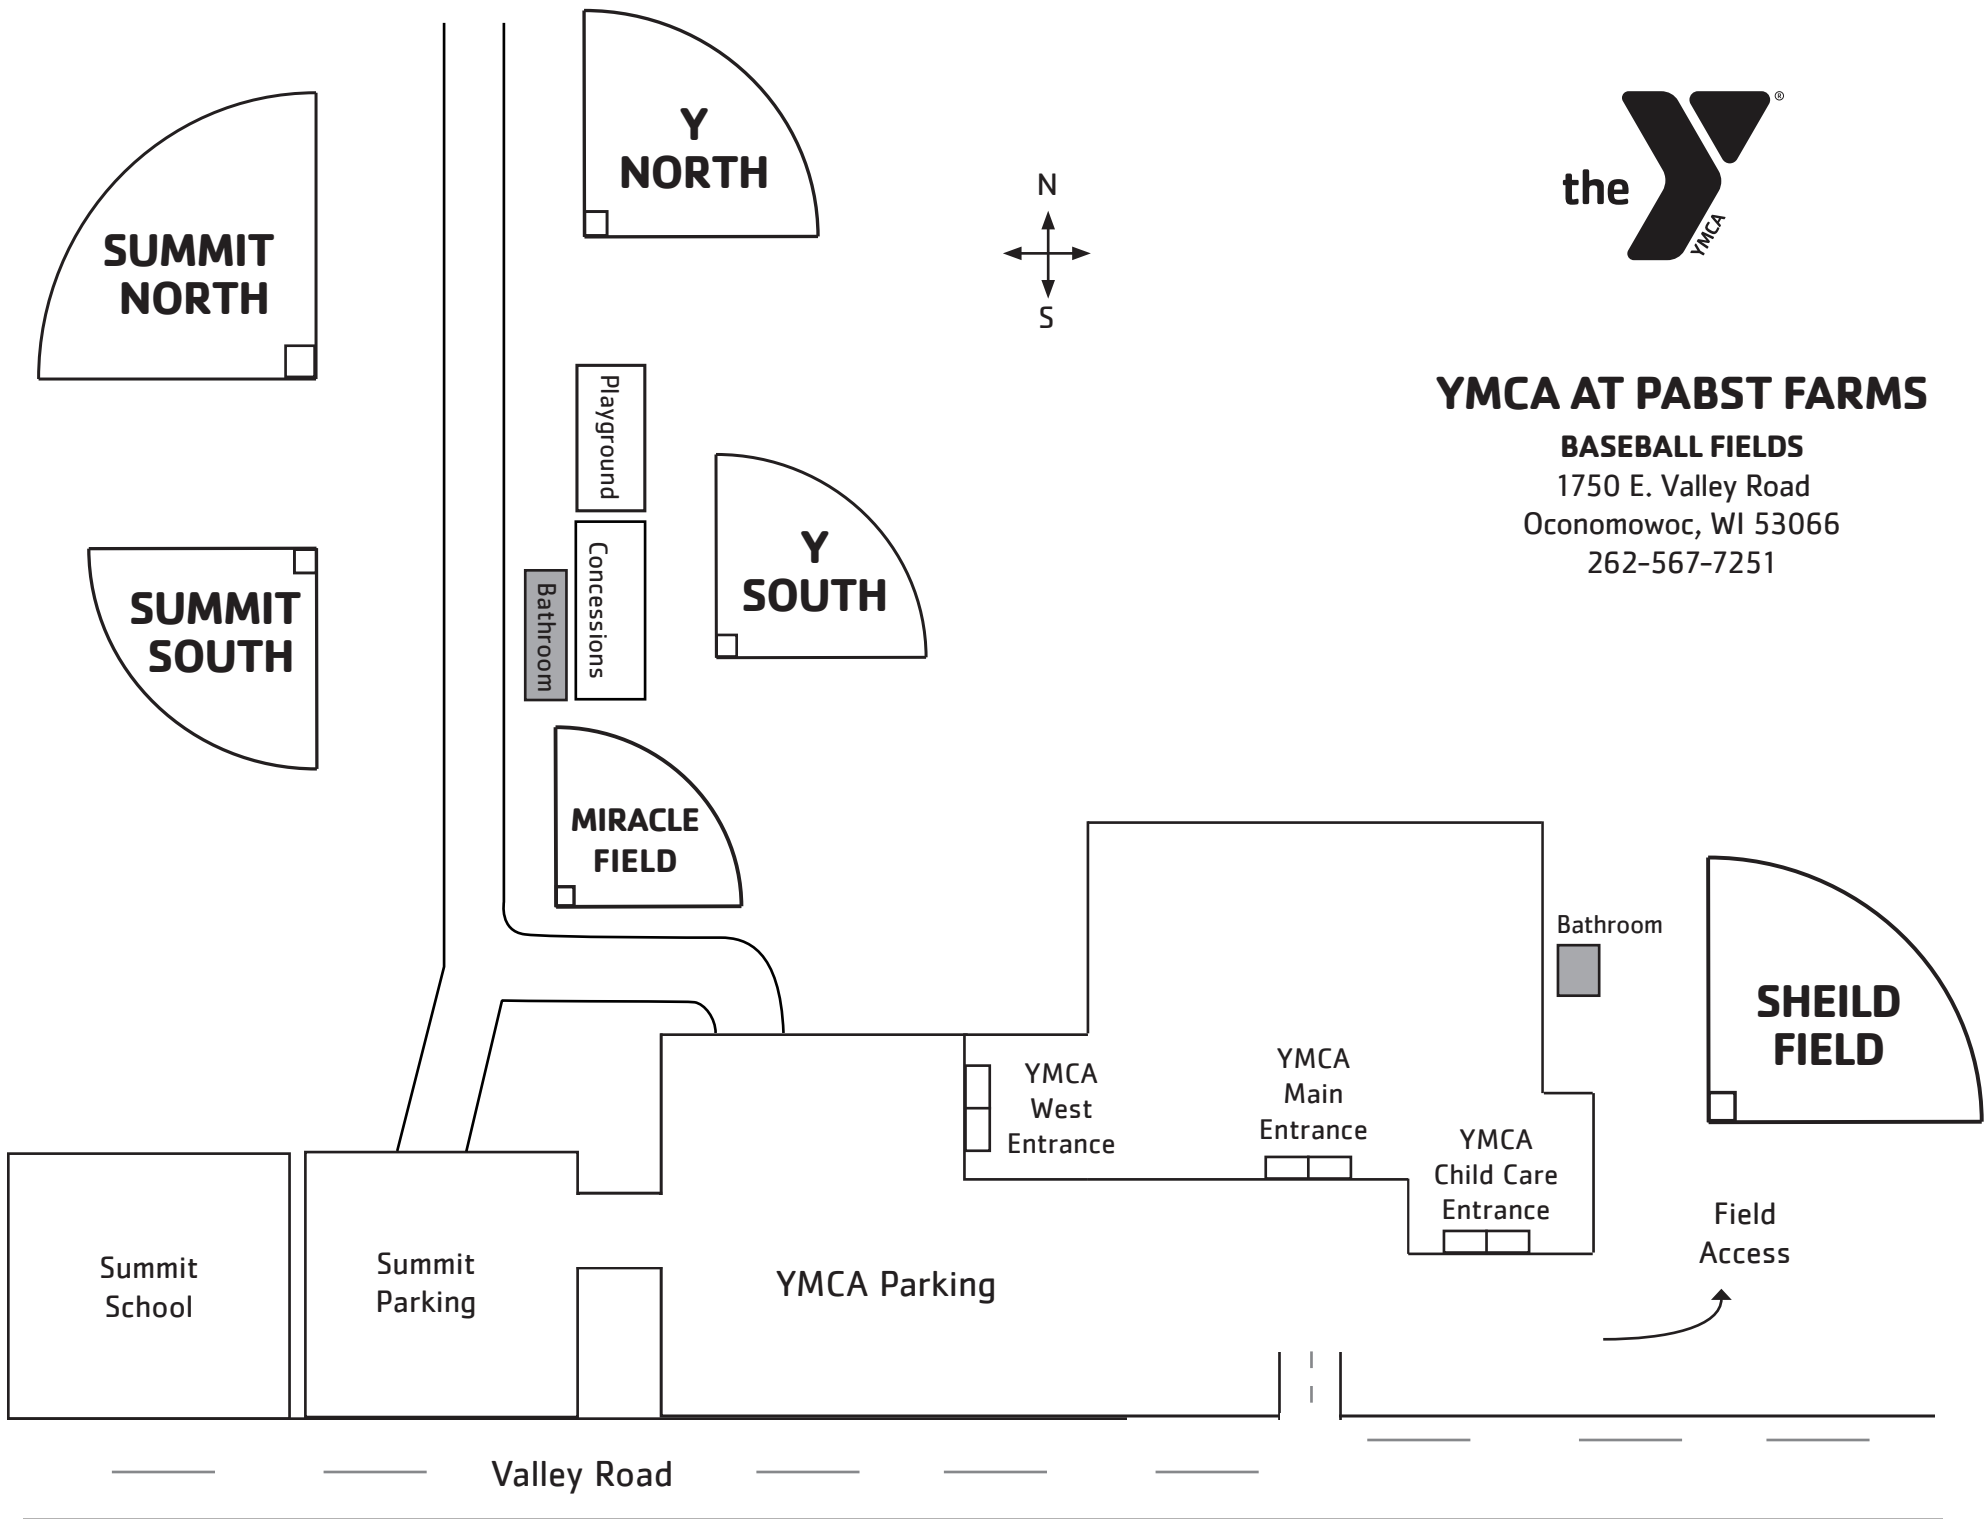 Y
NORTH
SUMMIT
NORTH
N
S
the
YMCA
®
YMCA AT PABST FARMS
BASEBALL FIELDS
1750 E. Valley Road
Oconomowoc, WI 53066
262-567-7251
Playground
Concessions
Bathroom
Y
SOUTH
SUMMIT
SOUTH
MIRACLE
FIELD
Bathroom
SHEILD
FIELD
YMCA
West
Entrance
YMCA
Main
Entrance
YMCA
Child Care
Entrance
Field
Access
Summit
School
Summit
Parking
YMCA Parking
Valley Road